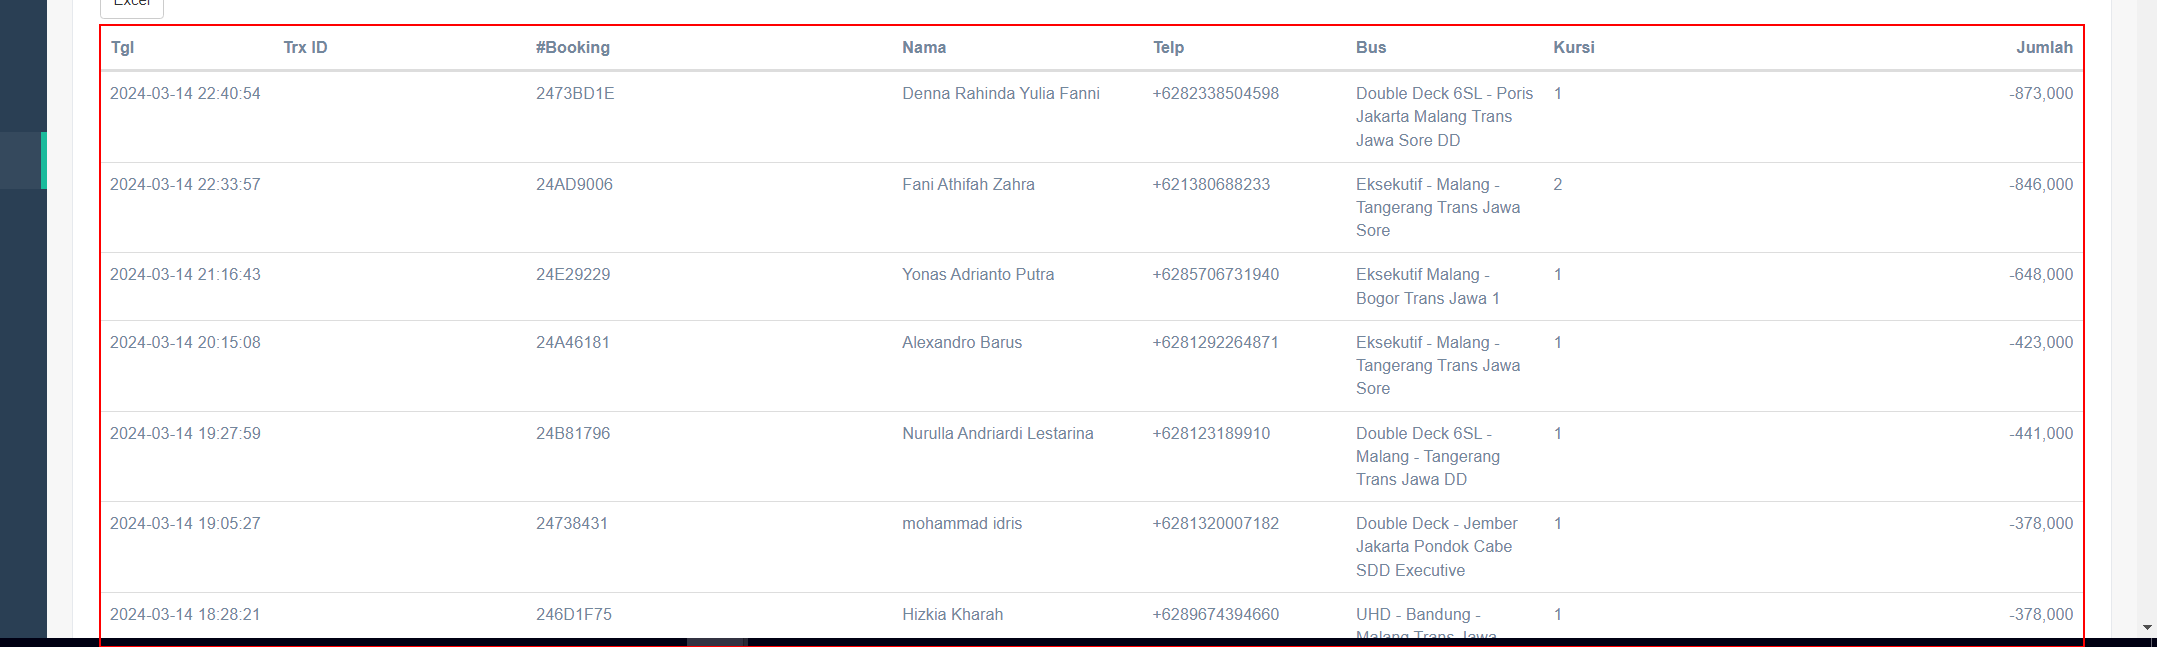 Excel
Tgl Trx ID #Booking Nama Telp Bus Kursi Jumlah
2024-03-14 22:40:54 2473BD1E Denna Rahinda Yulia Fanni +6282338504598 Double Deck 6SL - Poris 1 -873,000
Jakarta Malang Trans
Jawa Sore DD
2024-03-14 22:33:57 24AD9006 Fani Athifah Zahra +621380688233 Eksekutif - Malang - 2 -846,000
Tangerang Trans Jawa
Sore
2024-03-14 21:16:43 24E29229 Yonas Adrianto Putra +6285706731940 Eksekutif Malang - 1 -648,000
Bogor Trans Jawa 1
2024-03-14 20:15:08 24A46181 Alexandro Barus +6281292264871 Eksekutif - Malang - 1 -423,000
Tangerang Trans Jawa
Sore
2024-03-14 19:27:59 24B81796 Nurulla Andriardi Lestarina +628123189910 Double Deck 6SL - 1 -441,000
Malang - Tangerang
Trans Jawa DD
2024-03-14 19:05:27 24738431 mohammad idris +6281320007182 Double Deck - Jember 1 -378,000
Jakarta Pondok Cabe
SDD Executive
2024-03-14 18:28:21 246D1F75 Hizkia Kharah +6289674394660 UHD - Bandung - 1 -378,000
Malang Trans Jawa